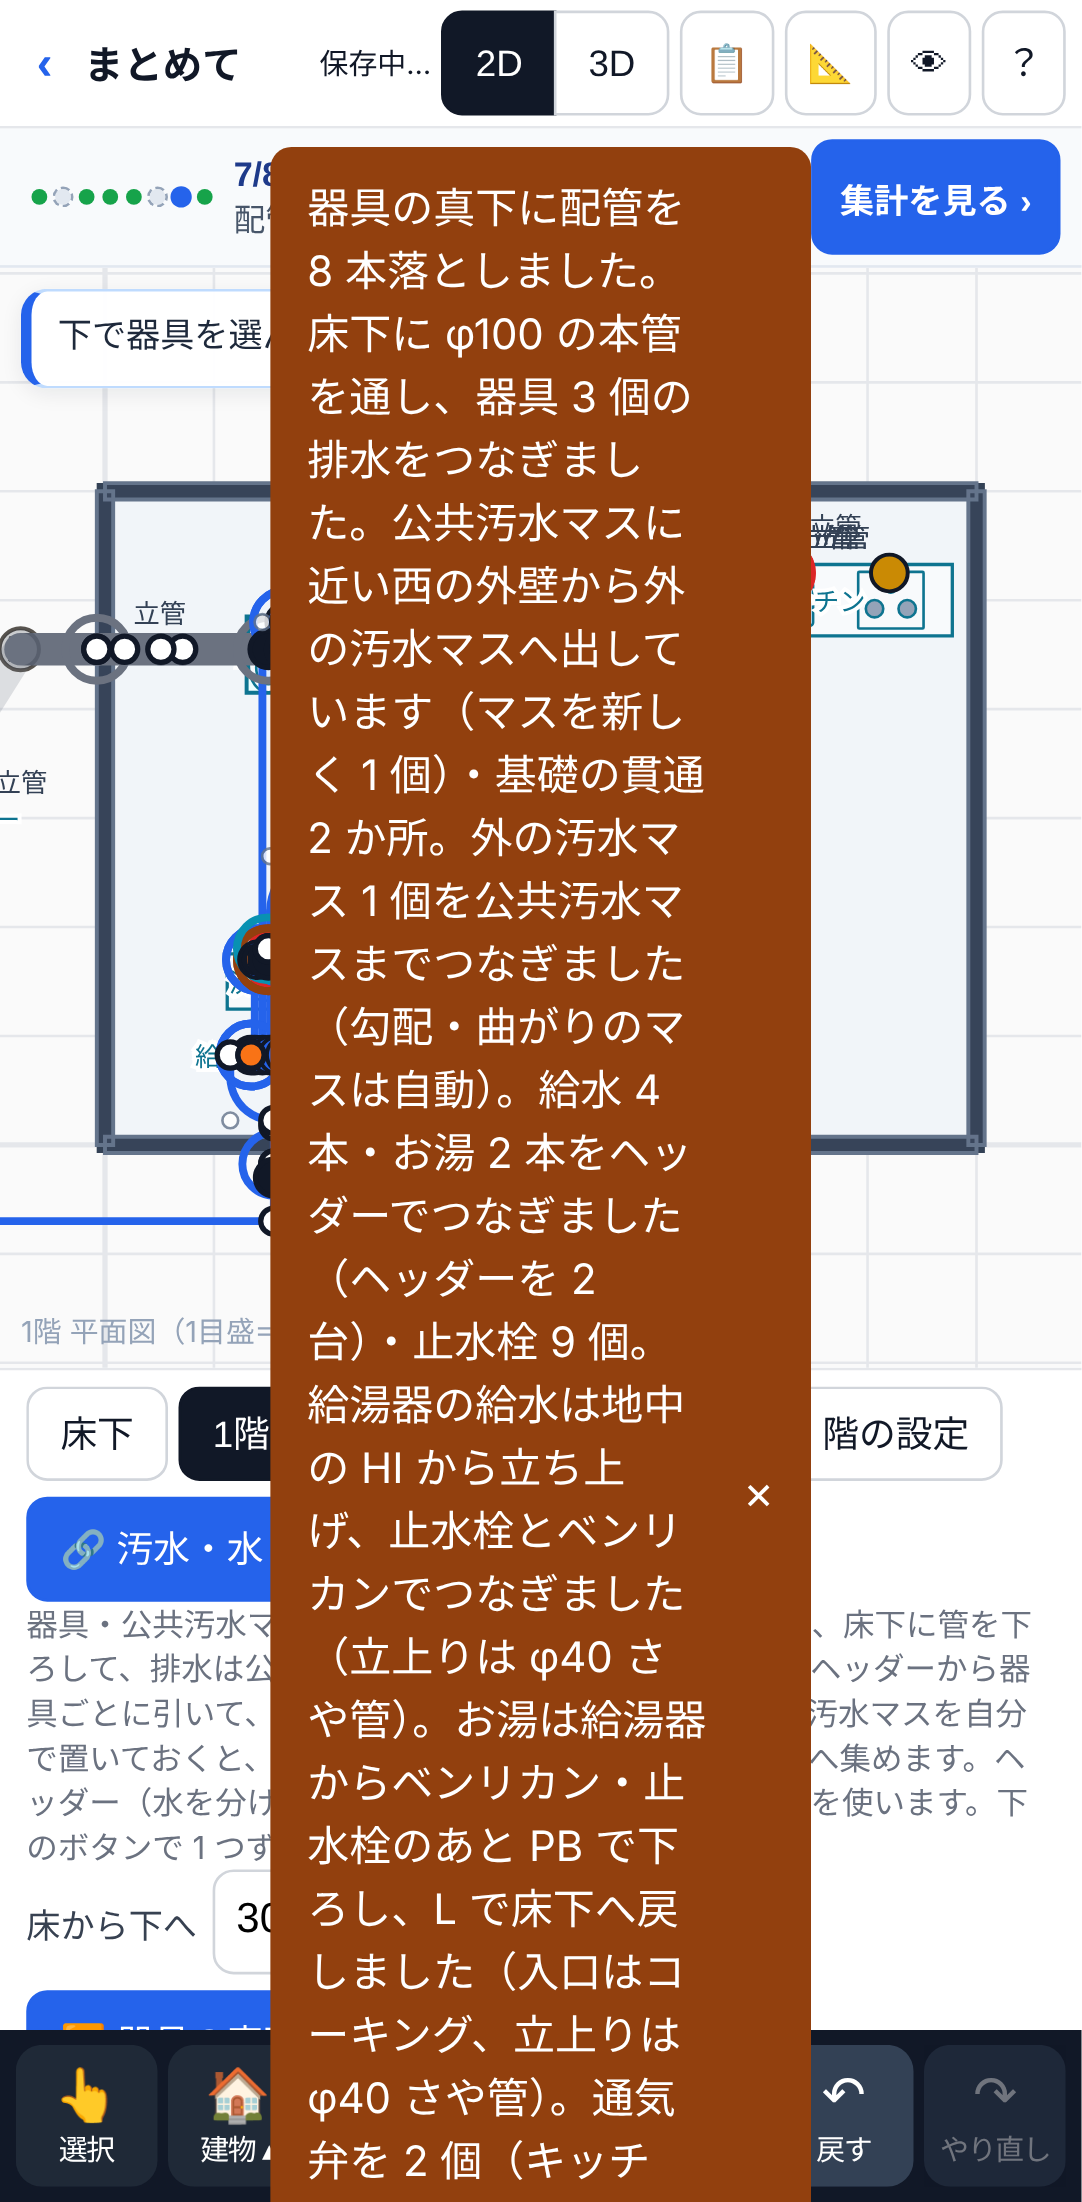 ‹ まとめて 保存中… 2D 3D ?
7/8
集計を見る ›
下で器具を選
器具の真下に配管を
8 本落としました。
床下に φ100 の本管
を通し、器具 3 個の
排水をつなぎまし
た。公共汚水マスに
近い西の外壁から外
の汚水マスへ出して
います（マスを新し
く 1 個）・基礎の貫通
2 か所。外の汚水マ
ス 1 個を公共汚水マ
スまでつなぎました
（勾配・曲がりのマ
スは自動）。給水 4
本・お湯 2 本をヘッ
ダーでつなぎました
（ヘッダーを 2
台）・止水栓 9 個。
給湯器の給水は地中
の HI から立ち上
げ、止水栓とベンリ
カンでつなぎました
（立上りは φ40 さ
や管）。お湯は給湯器
からベンリカン・止
水栓のあと PB で下
ろし、L で床下へ戻
しました（入口はコ
ーキング、立上りは
φ40 さや管）。通気
弁を 2 個（キッチ
×
立管
立管
立管
チン
給
1階 平面図（1目盛=
床下 1階 階の設定
汚水・水
器具・公共汚水マ 、床下に管を下
ろして、排水は公 ヘッダーから器
具ごとに引いて、 汚水マスを自分
で置いておくと、 へ集めます。ヘ
ッダー（水を分け を使います。下
のボタンで 1 つず
床から下へ 30
選択 建物 戻す やり直し